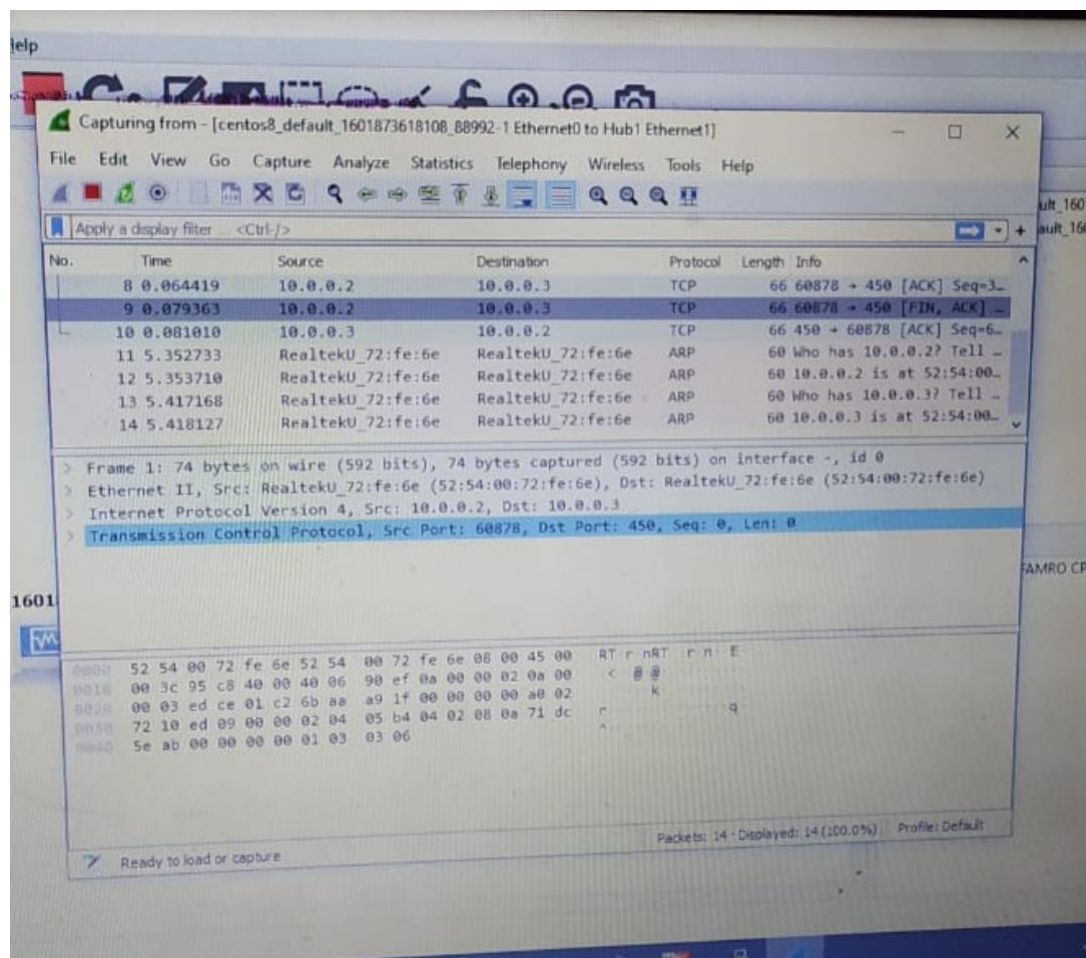 Help
Capturing from - [centos8_default_1601873618108_88992-1 Ethernet0 to Hub1 Ethernet1]
File Edit View Go Capture Analyze Statistics Telephony Wireless Tools Help
Apply a display filter ... <Ctrl-/>
ult_160
ault_16
No. Time Source Destination Protocol Length Info
8 0.064419 10.0.0.2 10.0.0.3 TCP 66 60878 → 450 [ACK] Seq=3…
9 0.079363 10.0.0.2 10.0.0.3 TCP 66 60878 → 450 [FIN, ACK] …
10 0.081010 10.0.0.3 10.0.0.2 TCP 66 450 → 60878 [ACK] Seq=6…
11 5.352733 RealtekU_72:fe:6e RealtekU_72:fe:6e ARP 60 Who has 10.0.0.2? Tell …
12 5.353710 RealtekU_72:fe:6e RealtekU_72:fe:6e ARP 60 10.0.0.2 is at 52:54:00…
13 5.417168 RealtekU_72:fe:6e RealtekU_72:fe:6e ARP 60 Who has 10.0.0.3? Tell …
14 5.418127 RealtekU_72:fe:6e RealtekU_72:fe:6e ARP 60 10.0.0.3 is at 52:54:00…
Frame 1: 74 bytes on wire (592 bits), 74 bytes captured (592 bits) on interface -, id 0
Ethernet II, Src: RealtekU_72:fe:6e (52:54:00:72:fe:6e), Dst: RealtekU_72:fe:6e (52:54:00:72:fe:6e)
Internet Protocol Version 4, Src: 10.0.0.2, Dst: 10.0.0.3
Transmission Control Protocol, Src Port: 60878, Dst Port: 450, Seq: 0, Len: 0
FAMRO CP
1601
0000 52 54 00 72 fe 6e 52 54 00 72 fe 6e 08 00 45 00 RT·r·nRT ·r·n··E·
0010 00 3c 95 c8 40 00 40 06 90 ef 0a 00 00 02 0a 00 ·<··@·@·
0020 00 03 ed ce 01 c2 6b aa a9 1f 00 00 00 00 a0 02 ······k·
0030 72 10 ed 09 00 00 02 04 05 b4 04 02 08 0a 71 dc r············q·
0040 5e ab 00 00 00 00 01 03 03 06 ^·········
Ready to load or capture
Packets: 14 · Displayed: 14 (100.0%) Profile: Default